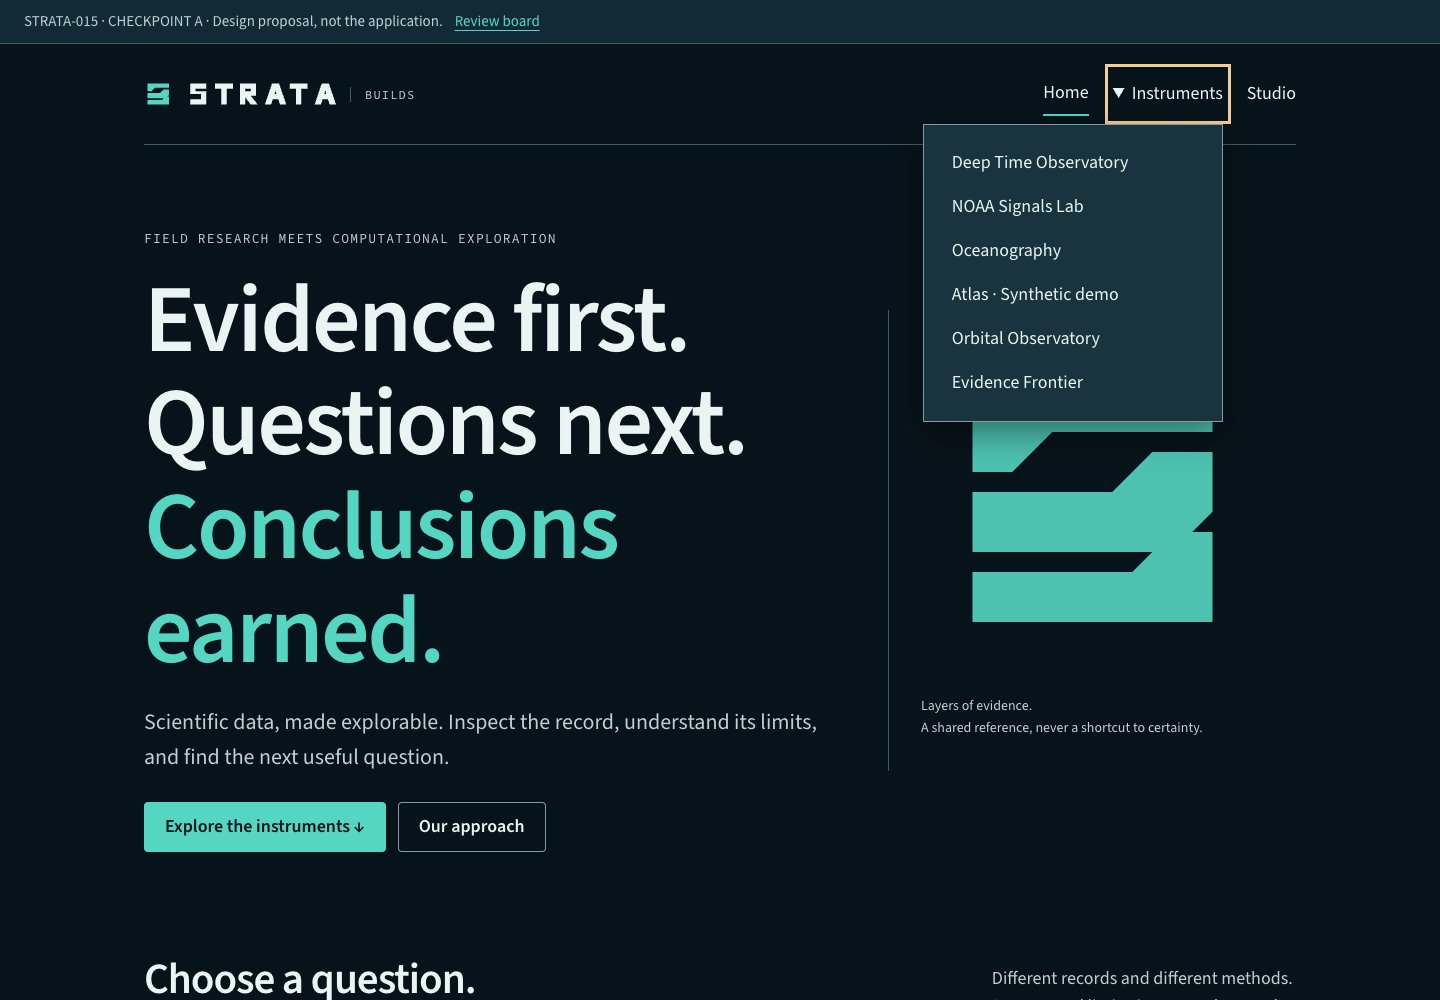 STRATA-015 · CHECKPOINT A · Design proposal, not the application. Review board
STRATA BUILDS
Home ▼ Instruments Studio
Deep Time Observatory
NOAA Signals Lab
Oceanography
Atlas · Synthetic demo
Orbital Observatory
Evidence Frontier
FIELD RESEARCH MEETS COMPUTATIONAL EXPLORATION
Evidence first.
Questions next.
Conclusions
earned.
Scientific data, made explorable. Inspect the record, understand its limits,
and find the next useful question.
Explore the instruments ↓ Our approach
Layers of evidence.
A shared reference, never a shortcut to certainty.
Choose a question.
Different records and different methods.